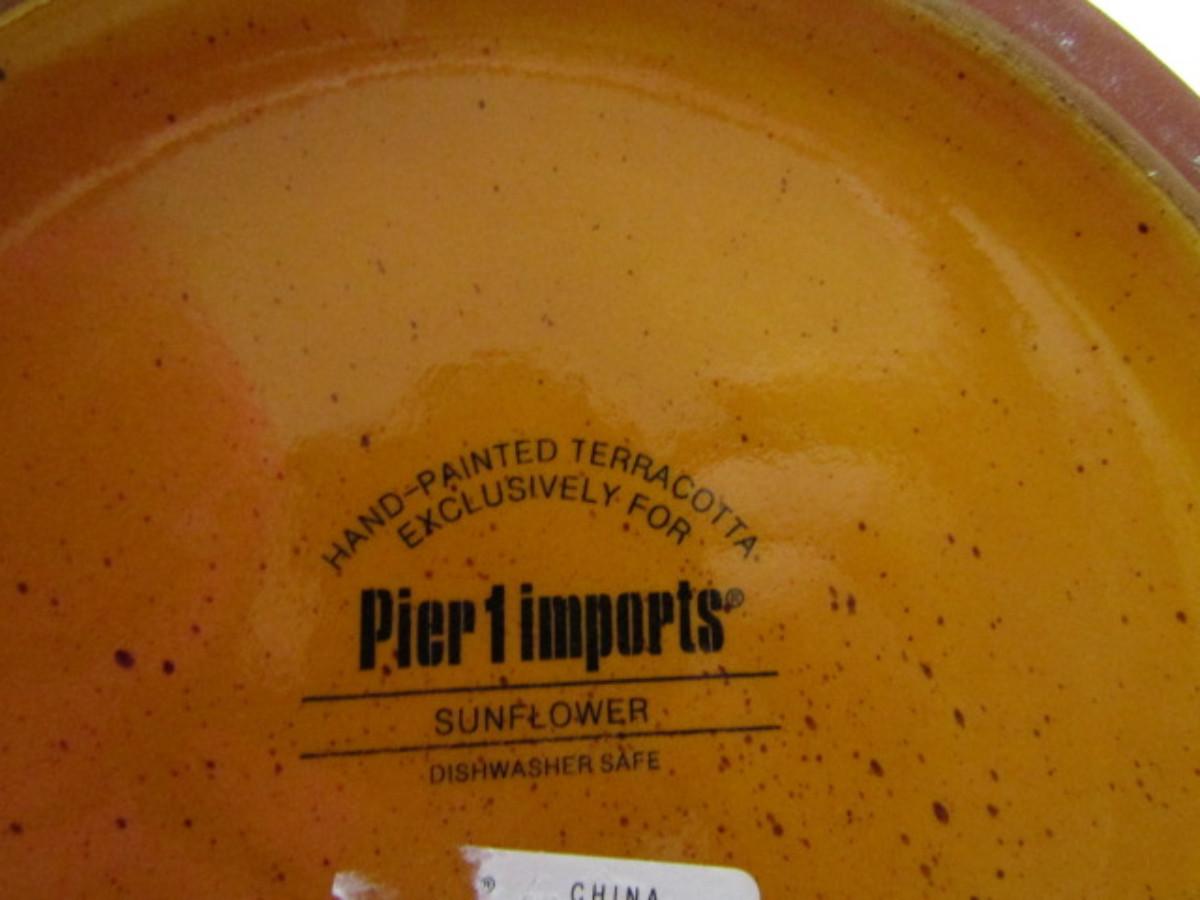 HAND-PAINTED TERRACOTTA
EXCLUSIVELY FOR
Pier 1 imports®
SUNFLOWER
DISHWASHER SAFE
® CHINA